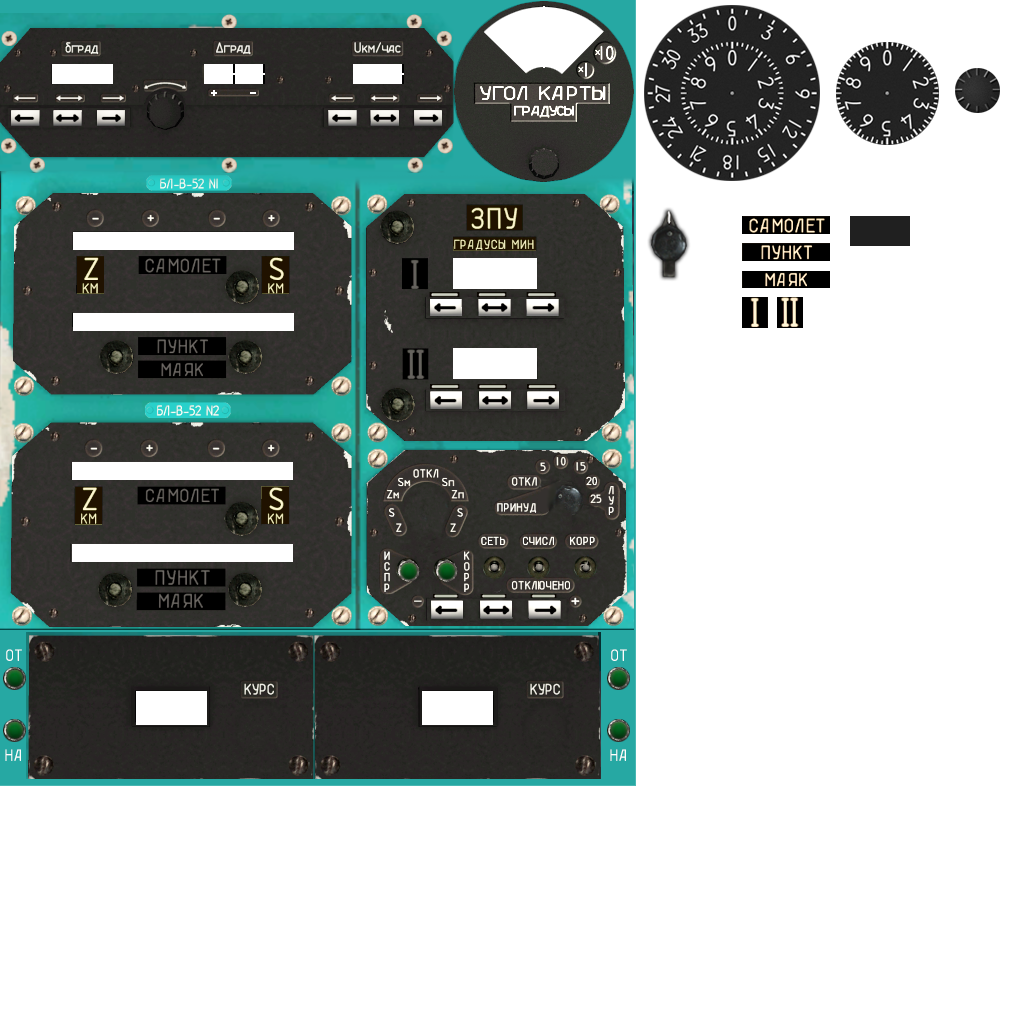 δград Δград Uкм/час
+ −
×1 ×10
УГОЛ КАРТЫ
ГРАДУСЫ
0 3 6 9 12 15 18 21 24 27 30 33
0 1 2 3 4 5 6 7 8 9
0 1 2 3 4 5 6 7 8 9
БЛ-В-52 N1
− + − +
Z КМ
САМОЛЕТ
S КМ
ПУНКТ
МАЯК
ЗПУ
ГРАДУСЫ МИН
I
II
САМОЛЕТ
ПУНКТ
МАЯК
I II
БЛ-В-52 N2
− + − +
Z КМ
САМОЛЕТ
S КМ
ПУНКТ
МАЯК
ОТКЛ
Sм Sп
Zм Zп
S S
Z Z
5 10 15 20 25
ОТКЛ
ПРИНУД
ЛУР
СЕТЬ СЧИСЛ КОРР
ИСПР КОРР
ОТКЛЮЧЕНО
− +
ОТ
НА
КУРС
КУРС
ОТ
НА